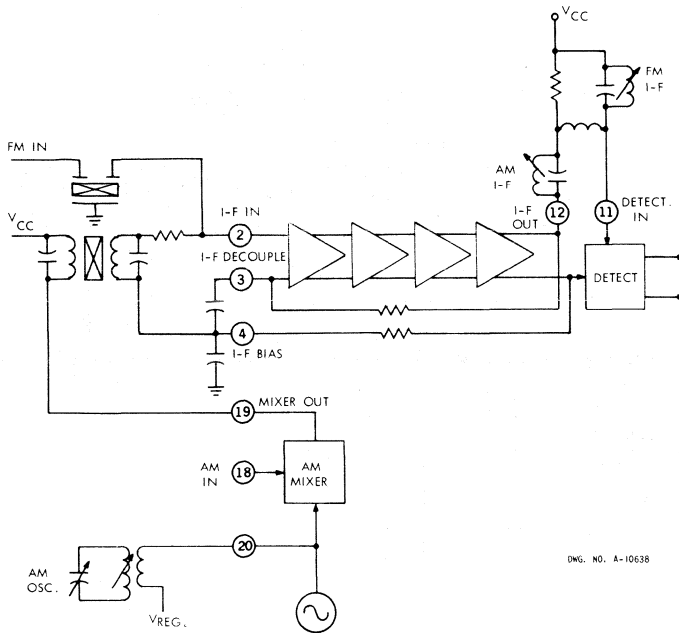 VCC
FM
I-F
FM IN
AM
I-F
VCC
I-F IN
2
I-F
OUT
12
11
DETECT.
IN
I-F DECOUPLE
3
DETECT
4
I-F BIAS
19
MIXER OUT
AM
IN
18
AM
MIXER
20
AM
OSC.
VREG.
DWG. NO. A-10638